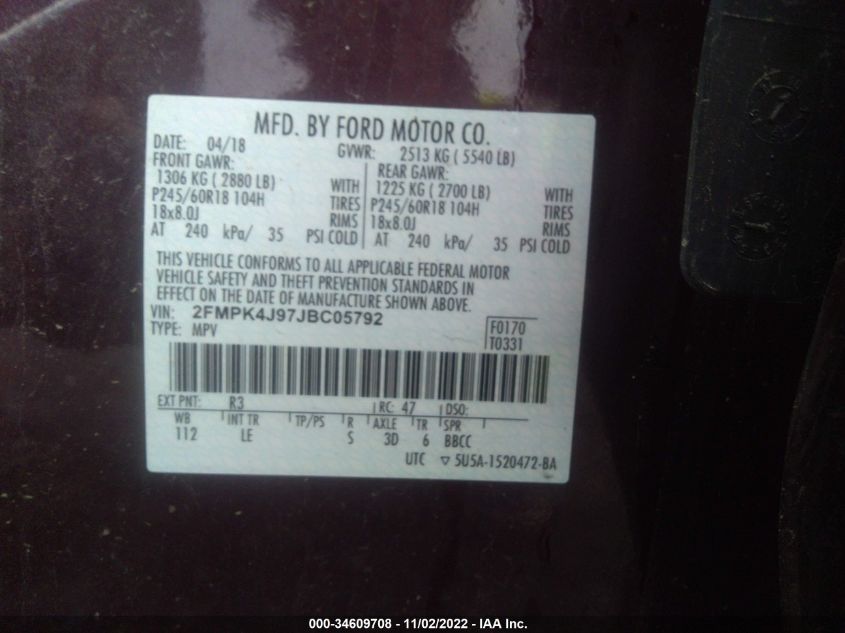 MFD. BY FORD MOTOR CO.
DATE: 04/18 GVWR: 2513 KG ( 5540 LB)
FRONT GAWR: REAR GAWR:
1306 KG ( 2880 LB) WITH 1225 KG ( 2700 LB) WITH
P245/60R18 104H TIRES P245/60R18 104H TIRES
18x8.0J RIMS 18x8.0J RIMS
AT 240 kPa/ 35 PSI COLD AT 240 kPa/ 35 PSI COLD
THIS VEHICLE CONFORMS TO ALL APPLICABLE FEDERAL MOTOR
VEHICLE SAFETY AND THEFT PREVENTION STANDARDS IN
EFFECT ON THE DATE OF MANUFACTURE SHOWN ABOVE.
VIN: 2FMPK4J97JBC05792
TYPE: MPV F0170
T0331
EXT PNT: R3 RC: 47 DSO:
WB INT TR TP/PS R AXLE TR SPR
112 LE S 3D 6 BBCC
UTC ▽ 5U5A-1520472-BA
000-34609708 - 11/02/2022 - IAA Inc.